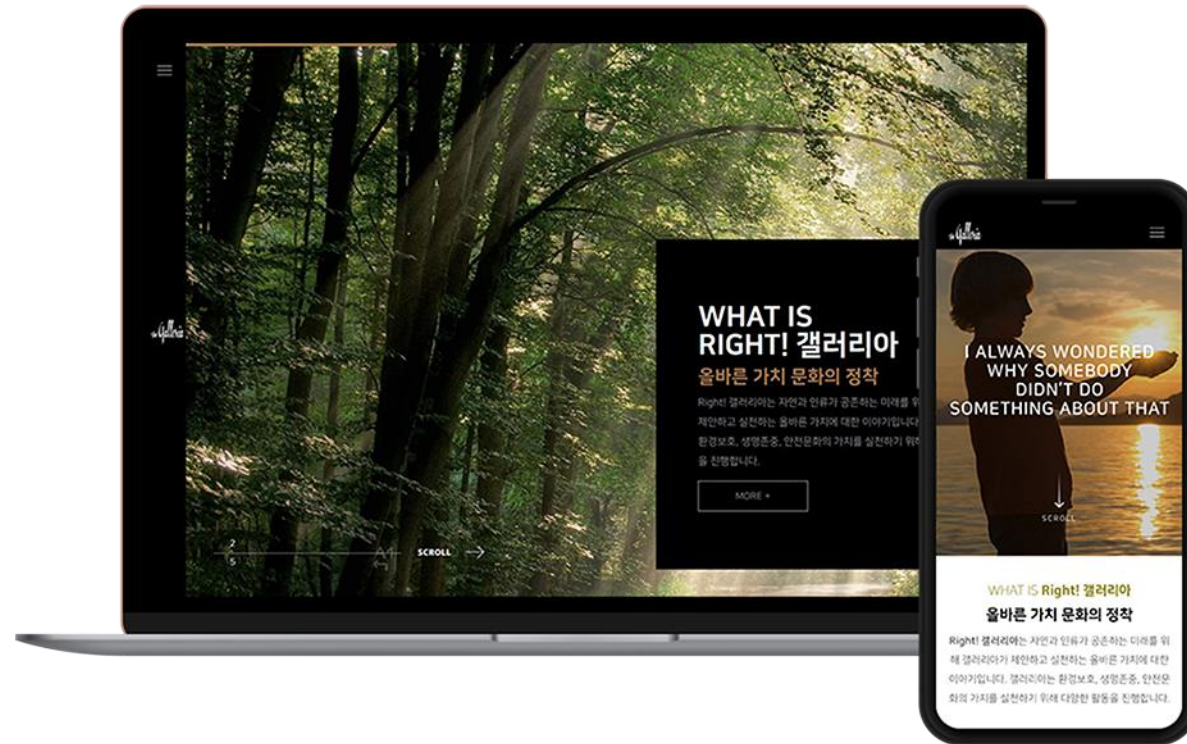 the Galleria
WHAT IS
RIGHT! 갤러리아
올바른 가치 문화의 정착
Right! 갤러리아는 자연과 인류가 공존하는 미래를 위
제안하고 실천하는 올바른 가치에 대한 이야기입니다
환경보호, 생명존중, 안전문화의 가치를 실천하기 위해
을 진행합니다.
MORE +
2
5
SCROLL
the Galleria
I ALWAYS WONDERED
WHY SOMEBODY
DIDN'T DO
SOMETHING ABOUT THAT
SCROLL
WHAT IS Right! 갤러리아
올바른 가치 문화의 정착
Right! 갤러리아는 자연과 인류가 공존하는 미래를 위
해 갤러리아가 제안하고 실천하는 올바른 가치에 대한
이야기입니다. 갤러리아는 환경보호, 생명존중, 안전문
화의 가치를 실천하기 위해 다양한 활동을 진행합니다.